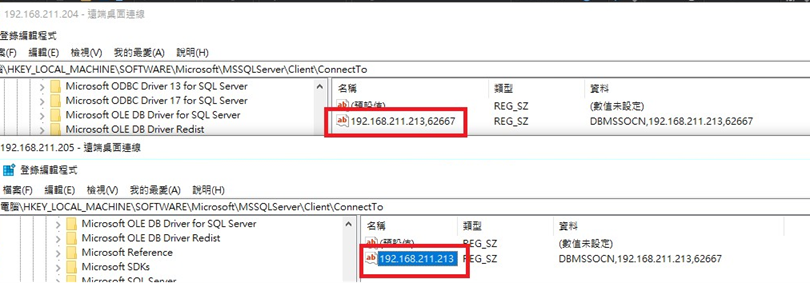 192.168.211.204 - 遠端桌面連線
登錄編輯程式
(F) 編輯(E) 檢視(V) 我的最愛(A) 說明(H)
\HKEY_LOCAL_MACHINE\SOFTWARE\Microsoft\MSSQLServer\Client\ConnectTo
Microsoft ODBC Driver 13 for SQL Server
Microsoft ODBC Driver 17 for SQL Server
Microsoft OLE DB Driver for SQL Server
Microsoft OLE DB Driver Redist
名稱 類型 資料
(預設值) REG_SZ (數值未設定)
192.168.211.213,62667 REG_SZ DBMSSOCN,192.168.211.213,62667
192.168.211.205 - 遠端桌面連線
登錄編輯程式
檔案(F) 編輯(E) 檢視(V) 我的最愛(A) 說明(H)
電腦\HKEY_LOCAL_MACHINE\SOFTWARE\Microsoft\MSSQLServer\Client\ConnectTo
Microsoft OLE DB Driver for SQL Server
Microsoft OLE DB Driver Redist
Microsoft Reference
Microsoft SDKs
Microsoft SQL Server
名稱 類型 資料
(預設值) REG_SZ (數值未設定)
192.168.211.213 REG_SZ DBMSSOCN,192.168.211.213,62667